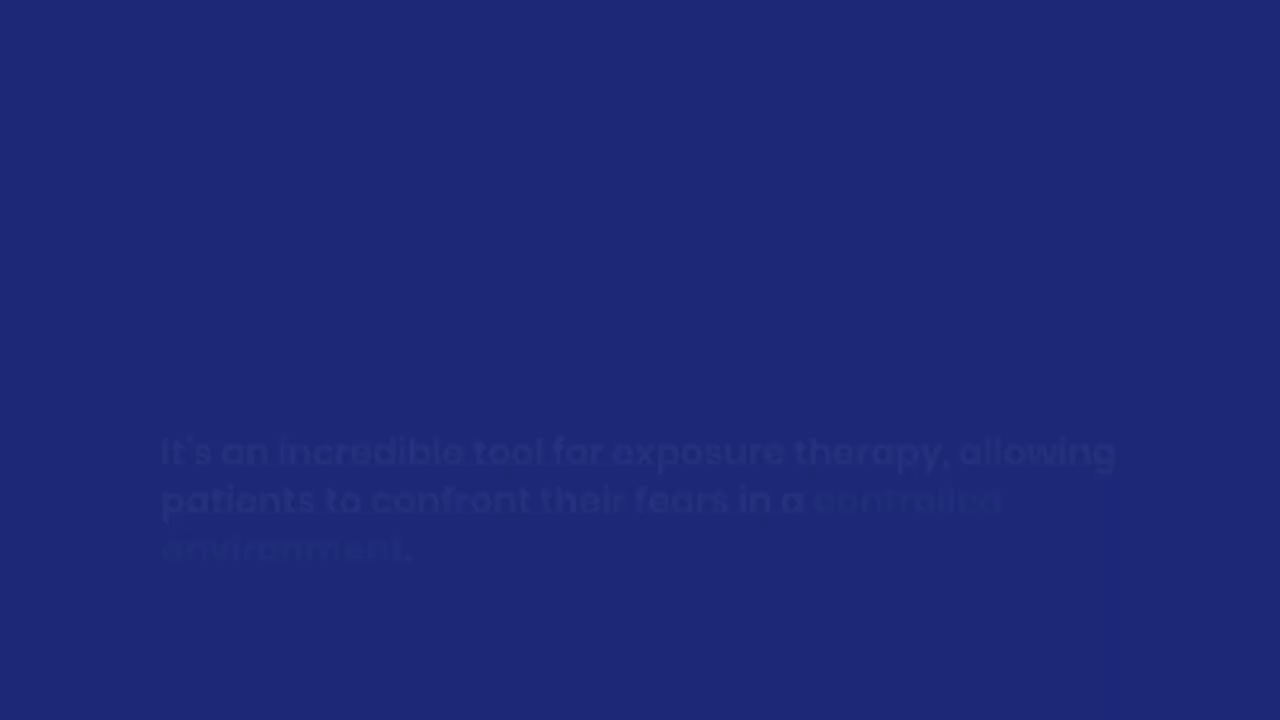 It's an incredible tool for exposure therapy, allowing
patients to confront their fears in a controlled
environment.